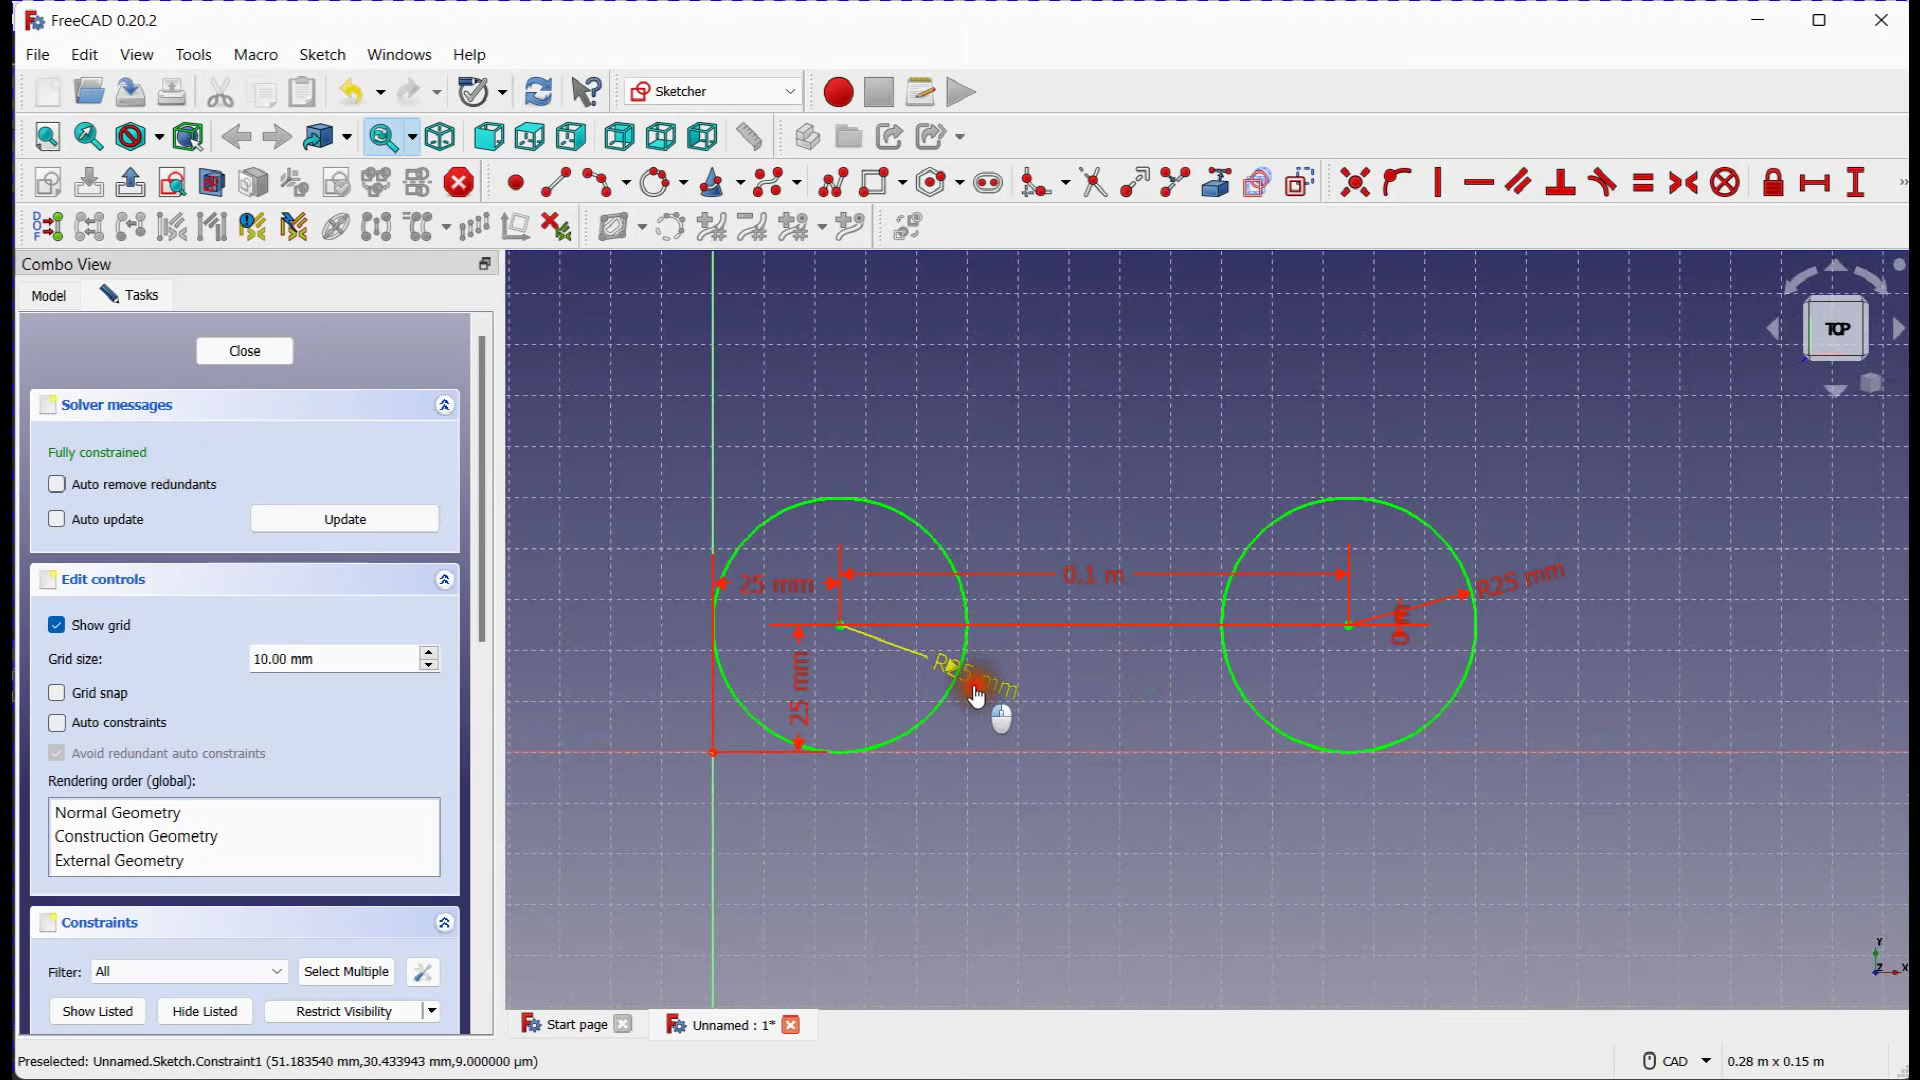 FreeCAD 0.20.2
File Edit View Tools Macro Sketch Windows Help
Sketcher
Combo View
Model Tasks
Close
Solver messages
Fully constrained
Auto remove redundants
Auto update Update
Edit controls
Show grid
Grid size: 10.00 mm
Grid snap
Auto constraints
Avoid redundant auto constraints
Rendering order (global):
Normal Geometry
Construction Geometry
External Geometry
Constraints
Filter: All Select Multiple
Show Listed Hide Listed Restrict Visibility
TOP
25 mm
0.1 m
R25 mm
0 m
R25 mm
25 mm
Y
Z X
Start page Unnamed : 1*
Preselected: Unnamed.Sketch.Constraint1 (51.183540 mm,30.433943 mm,9.000000 µm)
CAD 0.28 m x 0.15 m